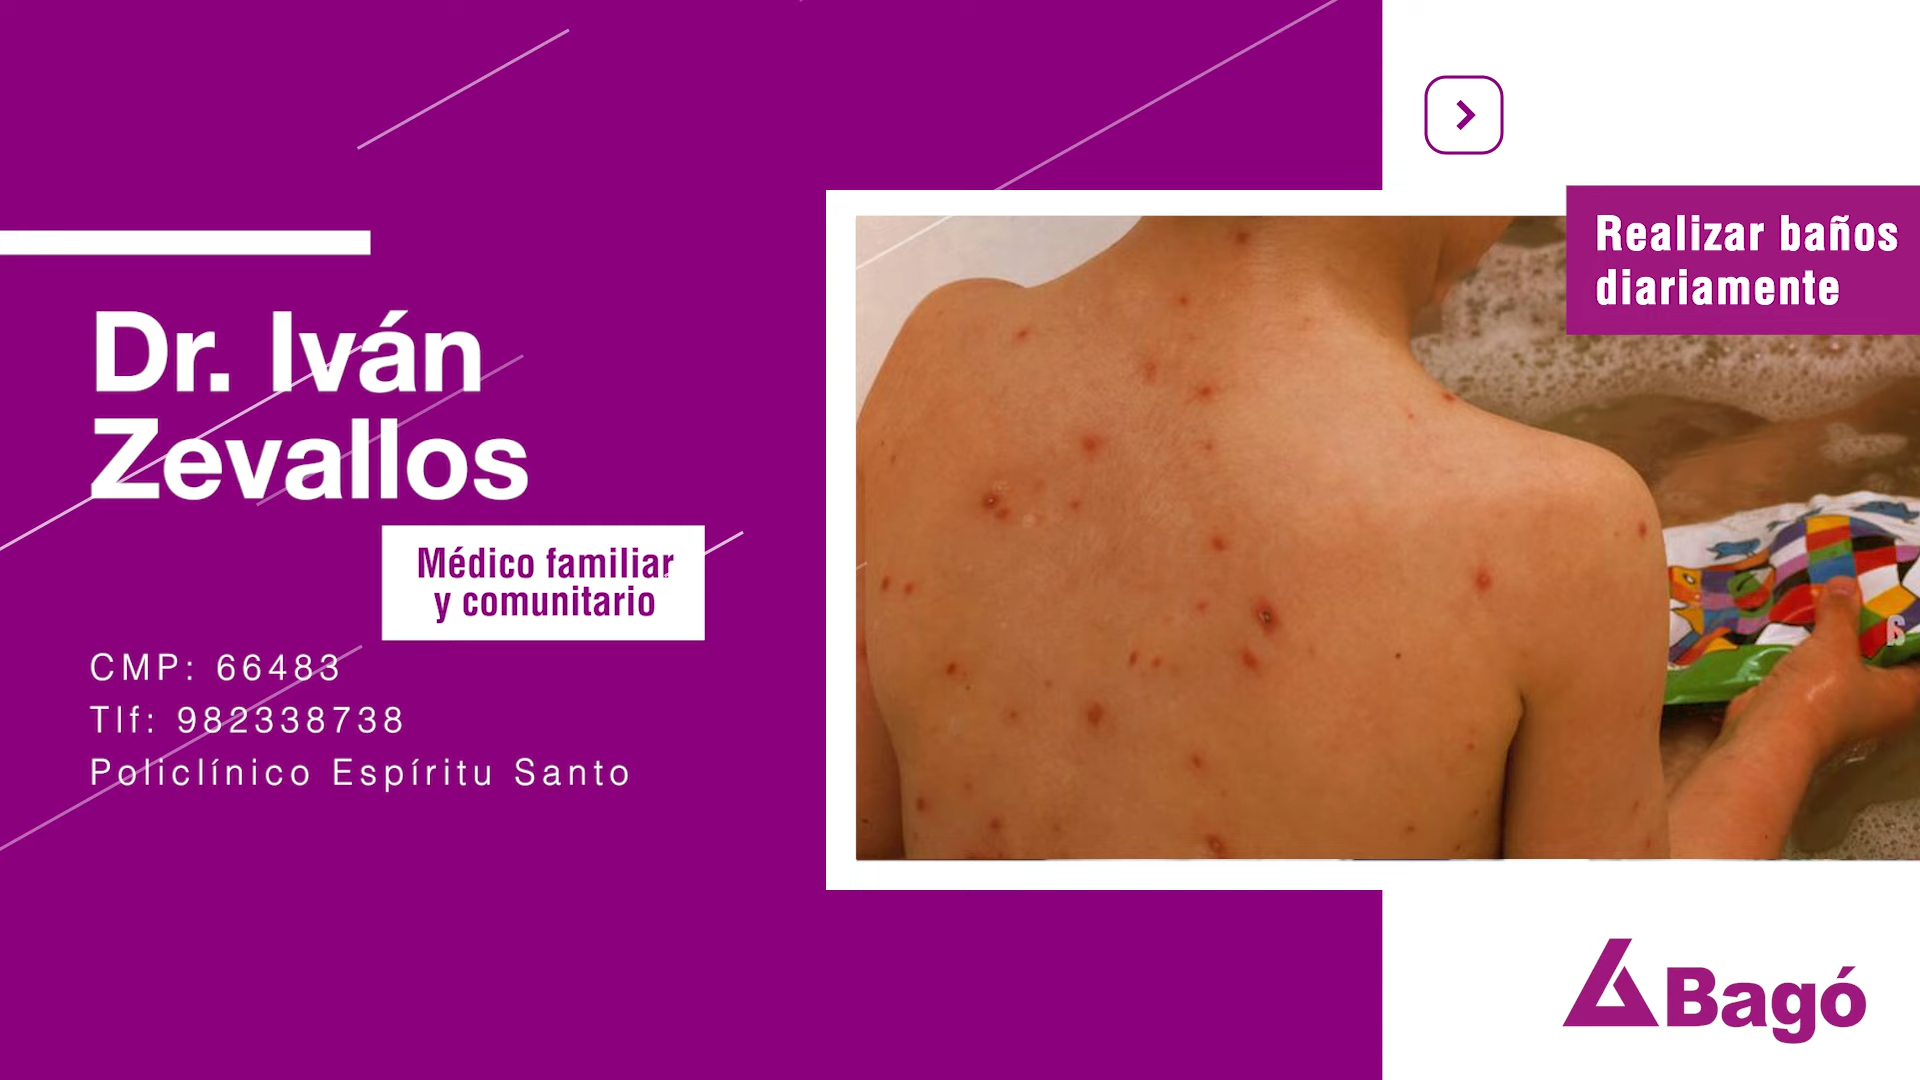 Dr. Iván
Zevallos
Médico familiar
y comunitario
CMP: 66483
Tlf: 982338738
Policlínico Espíritu Santo
Realizar baños
diariamente
Bagó